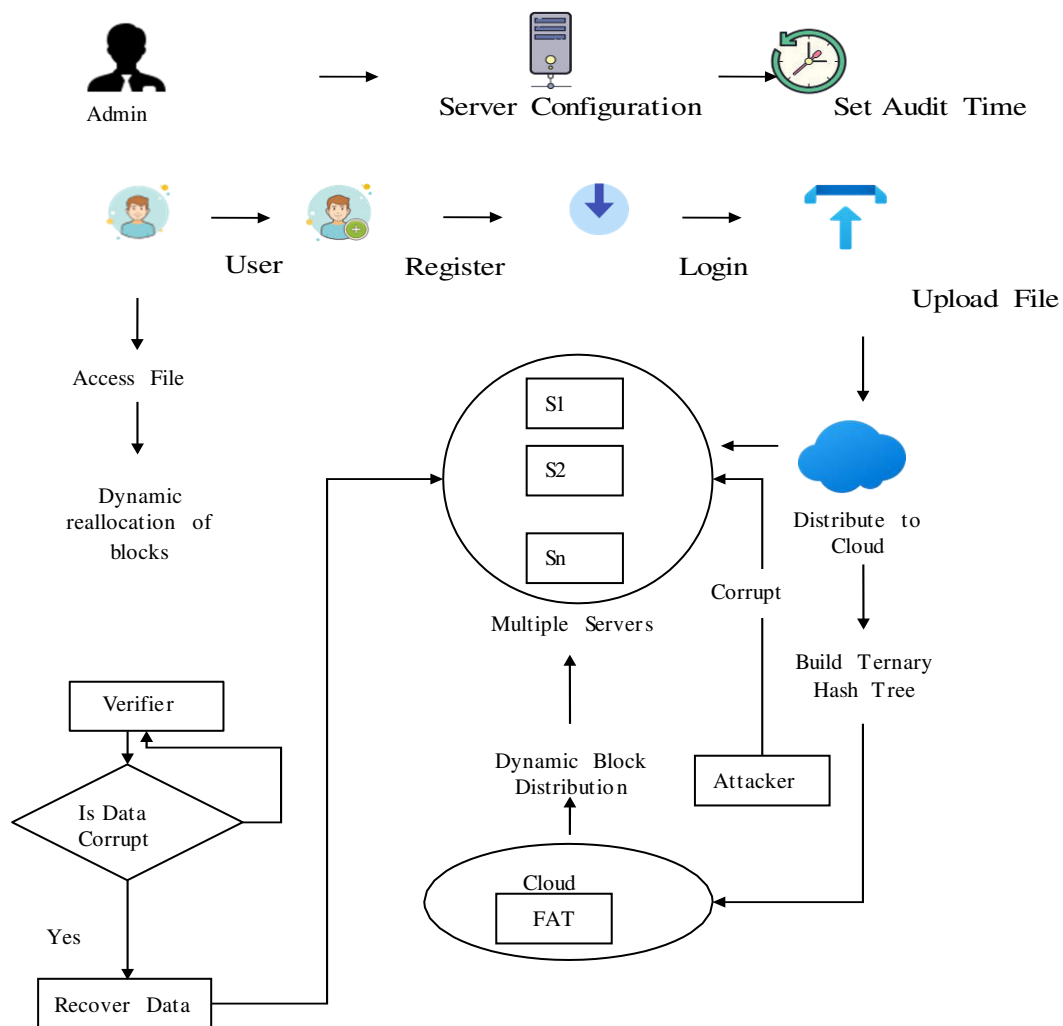 Admin
Server Configuration
Set Audit Time
User
Register
Login
Upload File
Access File
Dynamic
reallocation of
blocks
S1
S2
Sn
Multiple Servers
Distribute to
Cloud
Corrupt
Build Ternary
Hash Tree
Verifier
Is Data
Corrupt
Yes
Recover Data
Dynamic Block
Distribution
Attacker
Cloud
FAT